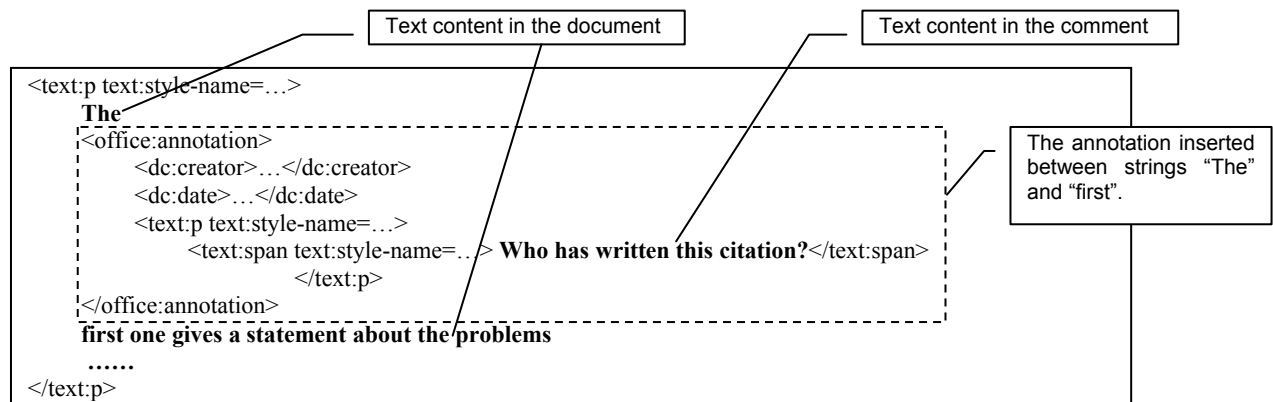 Text content in the document
Text content in the comment
<text:p text:style-name=…>
The
<office:annotation>
<dc:creator>…</dc:creator>
<dc:date>…</dc:date>
<text:p text:style-name=…>
<text:span text:style-name=…> Who has written this citation?</text:span>
</text:p>
</office:annotation>
first one gives a statement about the problems
……
</text:p>
The annotation inserted
between strings “The”
and “first”.